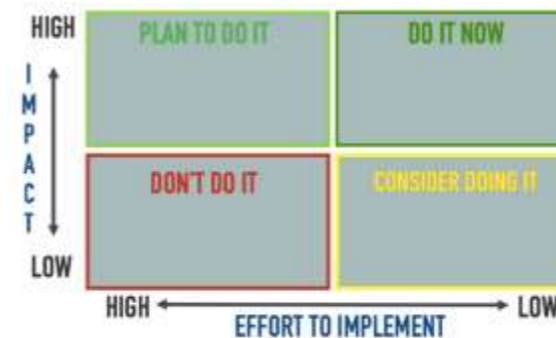 HIGH
PLAN TO DO IT
DO IT NOW
IMPACT
DON'T DO IT
CONSIDER DOING IT
LOW
HIGH
LOW
EFFORT TO IMPLEMENT